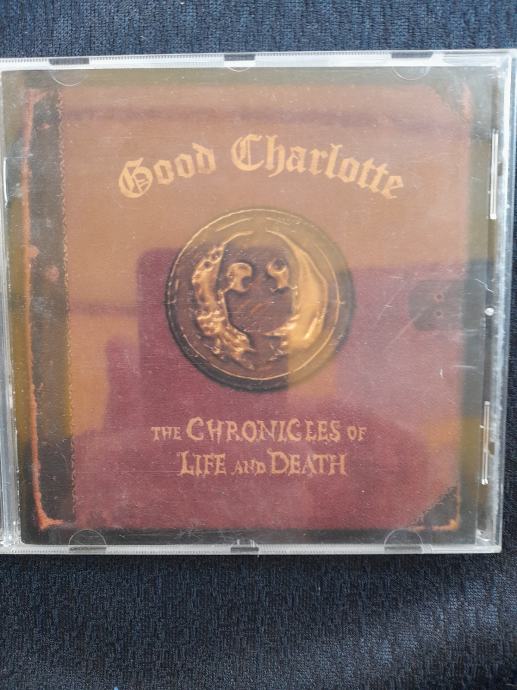 Good Charlotte
THE CHRONICLES OF
LIFE AND DEATH